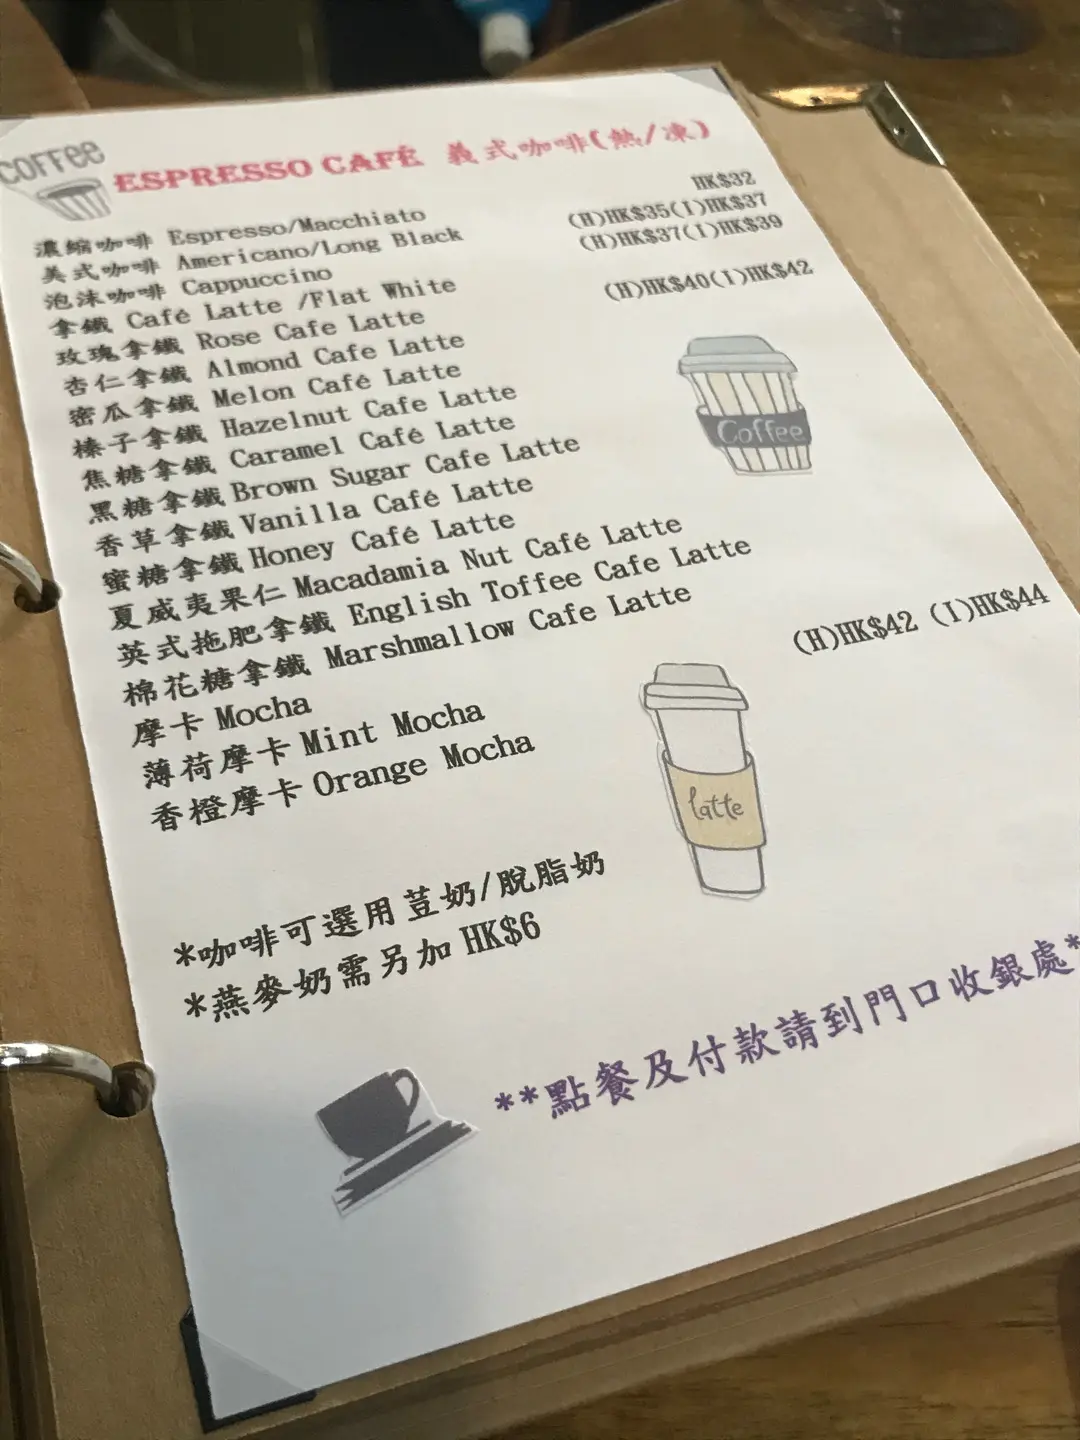 COFFee
ESPRESSO CAFÉ 義式咖啡(熱/凍)
濃縮咖啡 Espresso/Macchiato HK$32
美式咖啡 Americano/Long Black (H)HK$35(I)HK$37
泡沫咖啡 Cappuccino (H)HK$37(I)HK$39
拿鐵 Café Latte /Flat White
玫瑰拿鐵 Rose Cafe Latte (H)HK$40(I)HK$42
杏仁拿鐵 Almond Cafe Latte
密瓜拿鐵 Melon Café Latte
榛子拿鐵 Hazelnut Cafe Latte
焦糖拿鐵 Caramel Café Latte
黑糖拿鐵 Brown Sugar Cafe Latte
香草拿鐵 Vanilla Café Latte
蜜糖拿鐵 Honey Café Latte
夏威夷果仁 Macadamia Nut Café Latte
英式拖肥拿鐵 English Toffee Cafe Latte
棉花糖拿鐵 Marshmallow Cafe Latte
摩卡 Mocha (H)HK$42 (I)HK$44
薄荷摩卡 Mint Mocha
香橙摩卡 Orange Mocha
Coffee
latte
*咖啡可選用荳奶/脫脂奶
*燕麥奶需另加 HK$6
**點餐及付款請到門口收銀處*